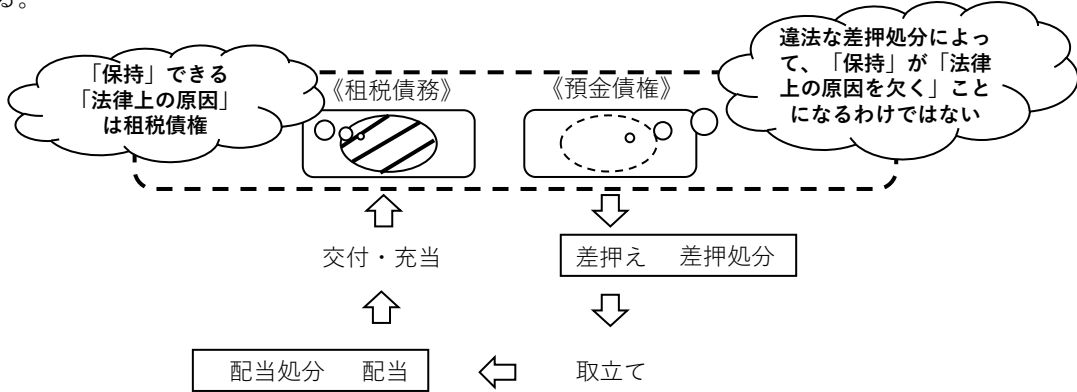 る。
「保持」できる
「法律上の原因」
は租税債権
《租税債務》
《預金債権》
違法な差押処分によっ
て、「保持」が「法律
上の原因を欠く」こと
になるわけではない
交付・充当
差押え 差押処分
配当処分 配当
取立て